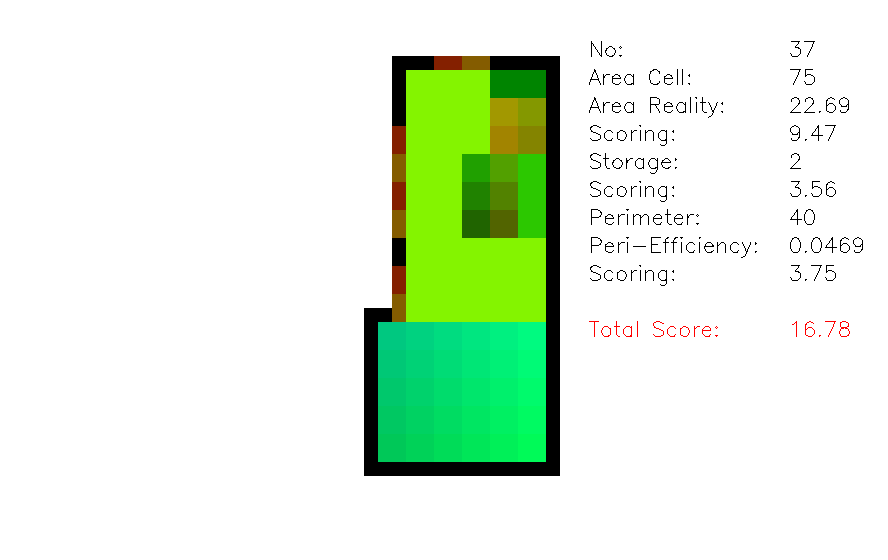 No: 37
Area Cell: 75
Area Reality: 22.69
Scoring: 9.47
Storage: 2
Scoring: 3.56
Perimeter: 40
Peri-Efficiency: 0.0469
Scoring: 3.75
Total Score: 16.78